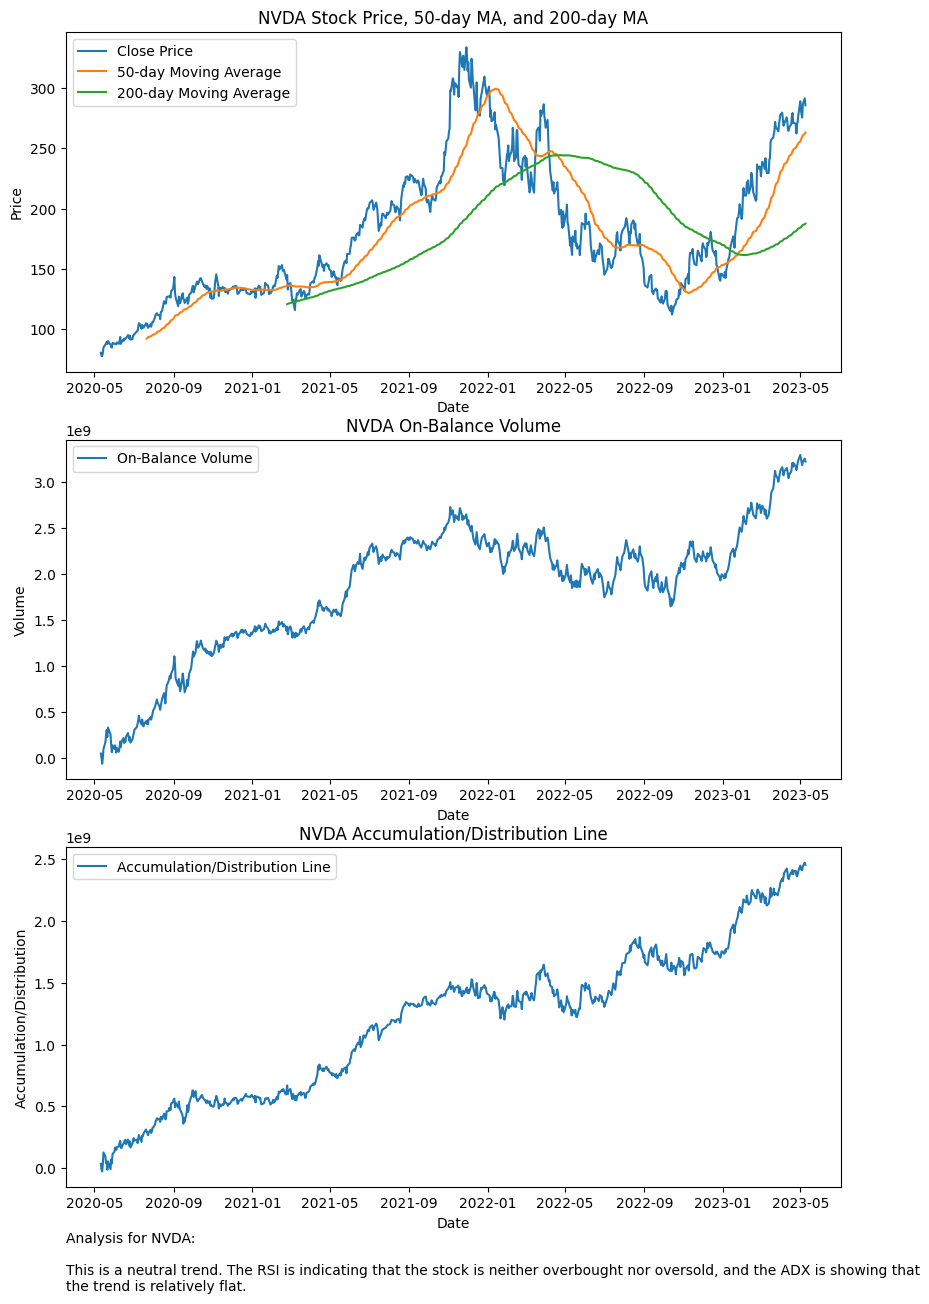 NVDA Stock Price, 50-day MA, and 200-day MA
Close Price
50-day Moving Average
200-day Moving Average
Price
300
250
200
150
100
2020-05 2020-09 2021-01 2021-05 2021-09 2022-01 2022-05 2022-09 2023-01 2023-05
Date
NVDA On-Balance Volume
1e9
On-Balance Volume
Volume
3.0
2.5
2.0
1.5
1.0
0.5
0.0
2020-05 2020-09 2021-01 2021-05 2021-09 2022-01 2022-05 2022-09 2023-01 2023-05
Date
NVDA Accumulation/Distribution Line
1e9
Accumulation/Distribution Line
Accumulation/Distribution
2.5
2.0
1.5
1.0
0.5
0.0
2020-05 2020-09 2021-01 2021-05 2021-09 2022-01 2022-05 2022-09 2023-01 2023-05
Date
Analysis for NVDA:
This is a neutral trend. The RSI is indicating that the stock is neither overbought nor oversold, and the ADX is showing that
the trend is relatively flat.